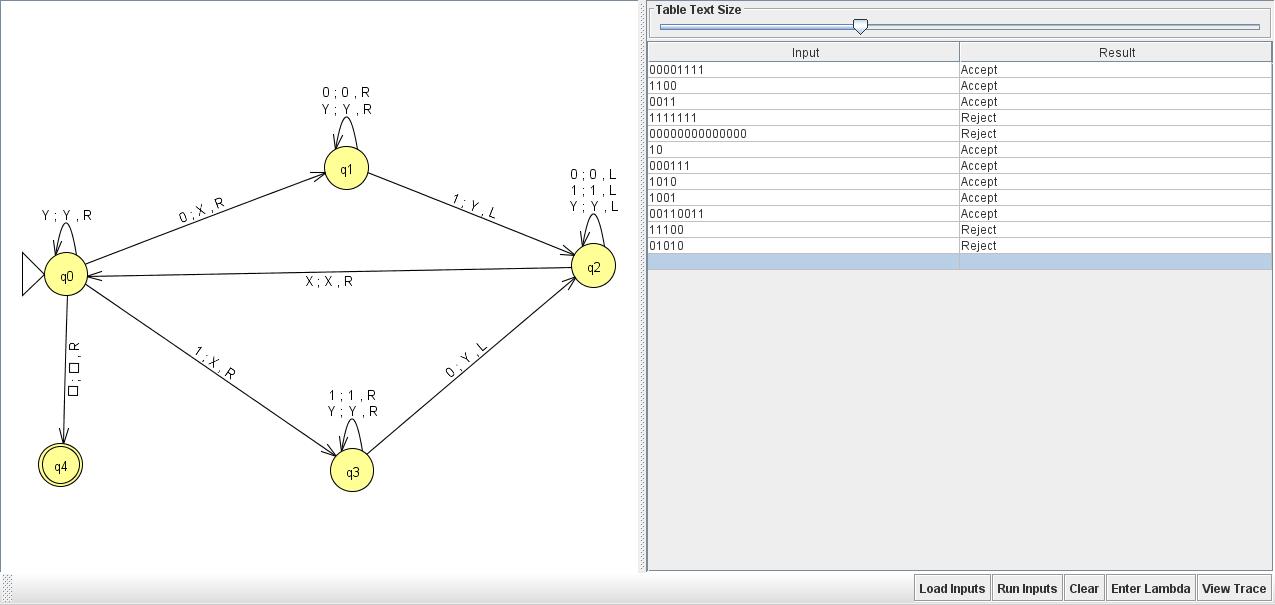 Table Text Size
Input Result
00001111 Accept
1100 Accept
0011 Accept
1111111 Reject
00000000000000 Reject
10 Accept
000111 Accept
1010 Accept
1001 Accept
00110011 Accept
11100 Reject
01010 Reject
0 ; 0 , R
Y ; Y , R
q1
0 ; 0 , L
1 ; 1 , L
Y ; Y , L
0 ; X , R
1 ; Y , L
Y ; Y , R
q0
q2
X ; X , R
1 ; X , R
0 ; Y , L
□ ; □ , R
1 ; 1 , R
Y ; Y , R
q4
q3
Load Inputs Run Inputs Clear Enter Lambda View Trace